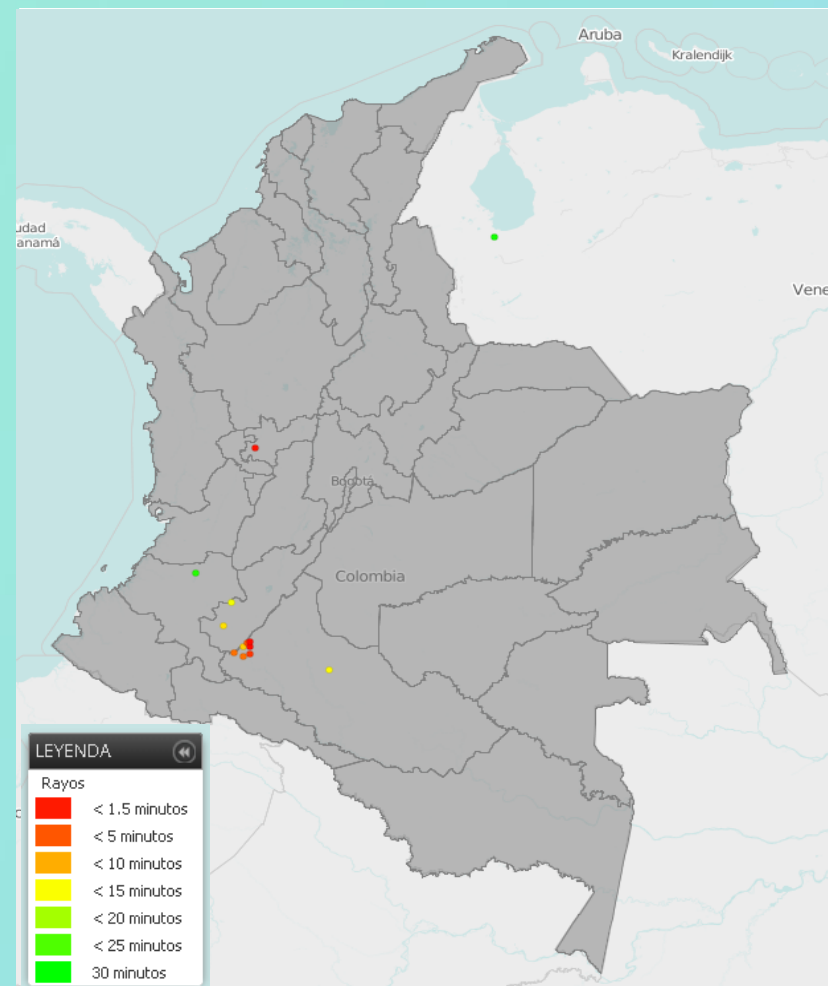 Aruba
Kralendijk
udad
anamá
Vene
Bogotá
Colombia
LEYENDA
Rayos
< 1.5 minutos
< 5 minutos
< 10 minutos
< 15 minutos
< 20 minutos
< 25 minutos
30 minutos